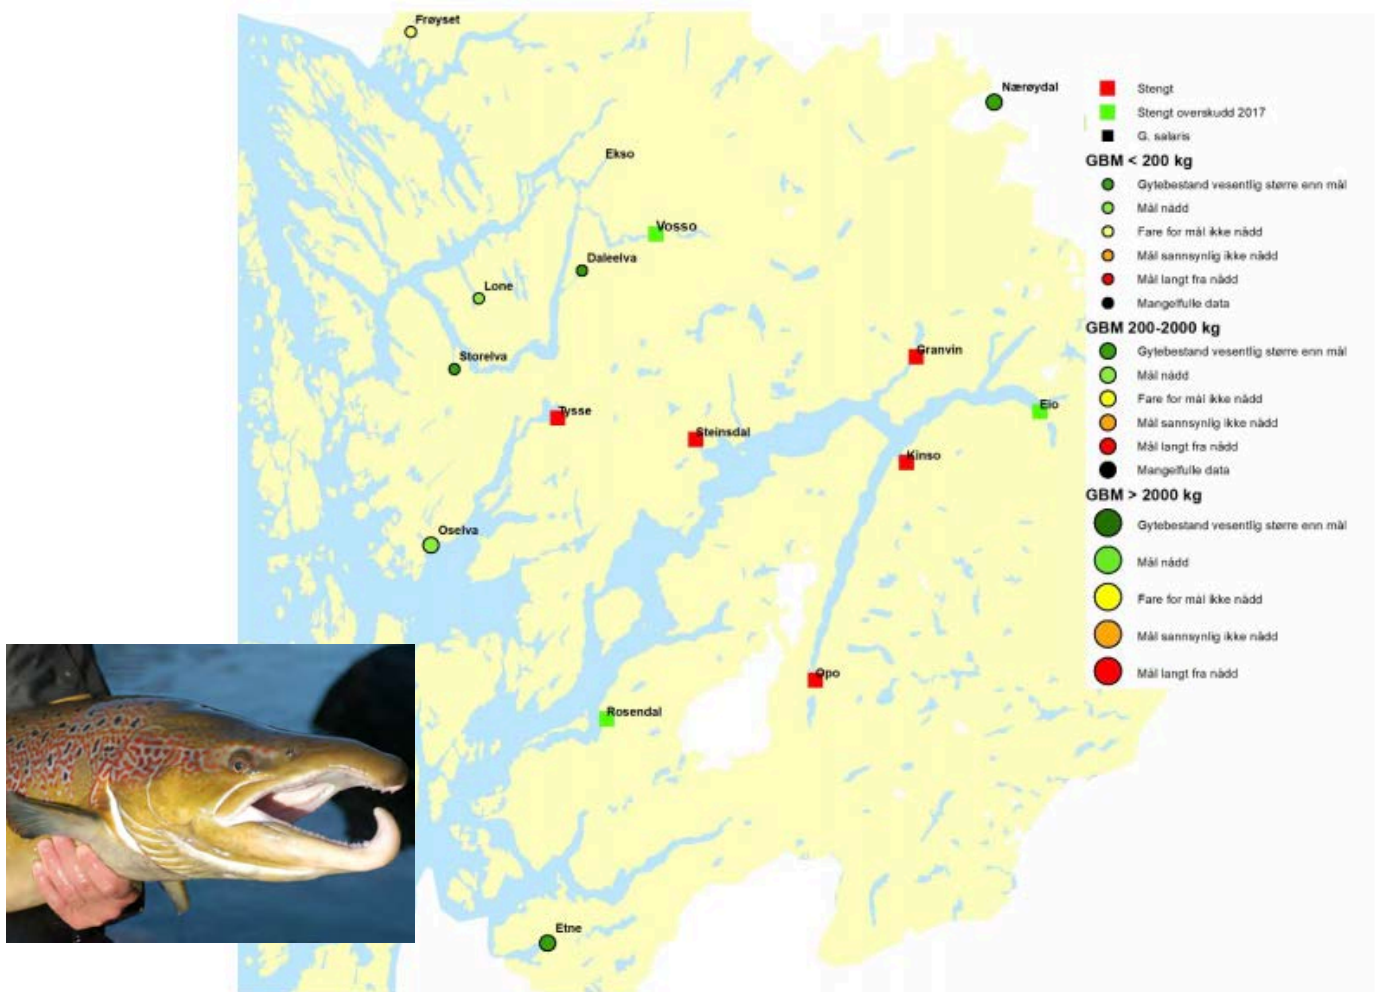 Frøyset
Nærøydal
Ekso
Vosso
Daleelva
Lone
Storelva
Granvin
Eio
Tysse
Steinsdal
Kinso
Oselva
Opo
Rosendal
Etne
Stengt
Stengt overskudd 2017
G. salaris
GBM < 200 kg
Gytebestand vesentlig større enn mål
Mål nådd
Fare for mål ikke nådd
Mål sannsynlig ikke nådd
Mål langt fra nådd
Mangelfulle data
GBM 200-2000 kg
Gytebestand vesentlig større enn mål
Mål nådd
Fare for mål ikke nådd
Mål sannsynlig ikke nådd
Mål langt fra nådd
Mangelfulle data
GBM > 2000 kg
Gytebestand vesentlig større enn mål
Mål nådd
Fare for mål ikke nådd
Mål sannsynlig ikke nådd
Mål langt fra nådd